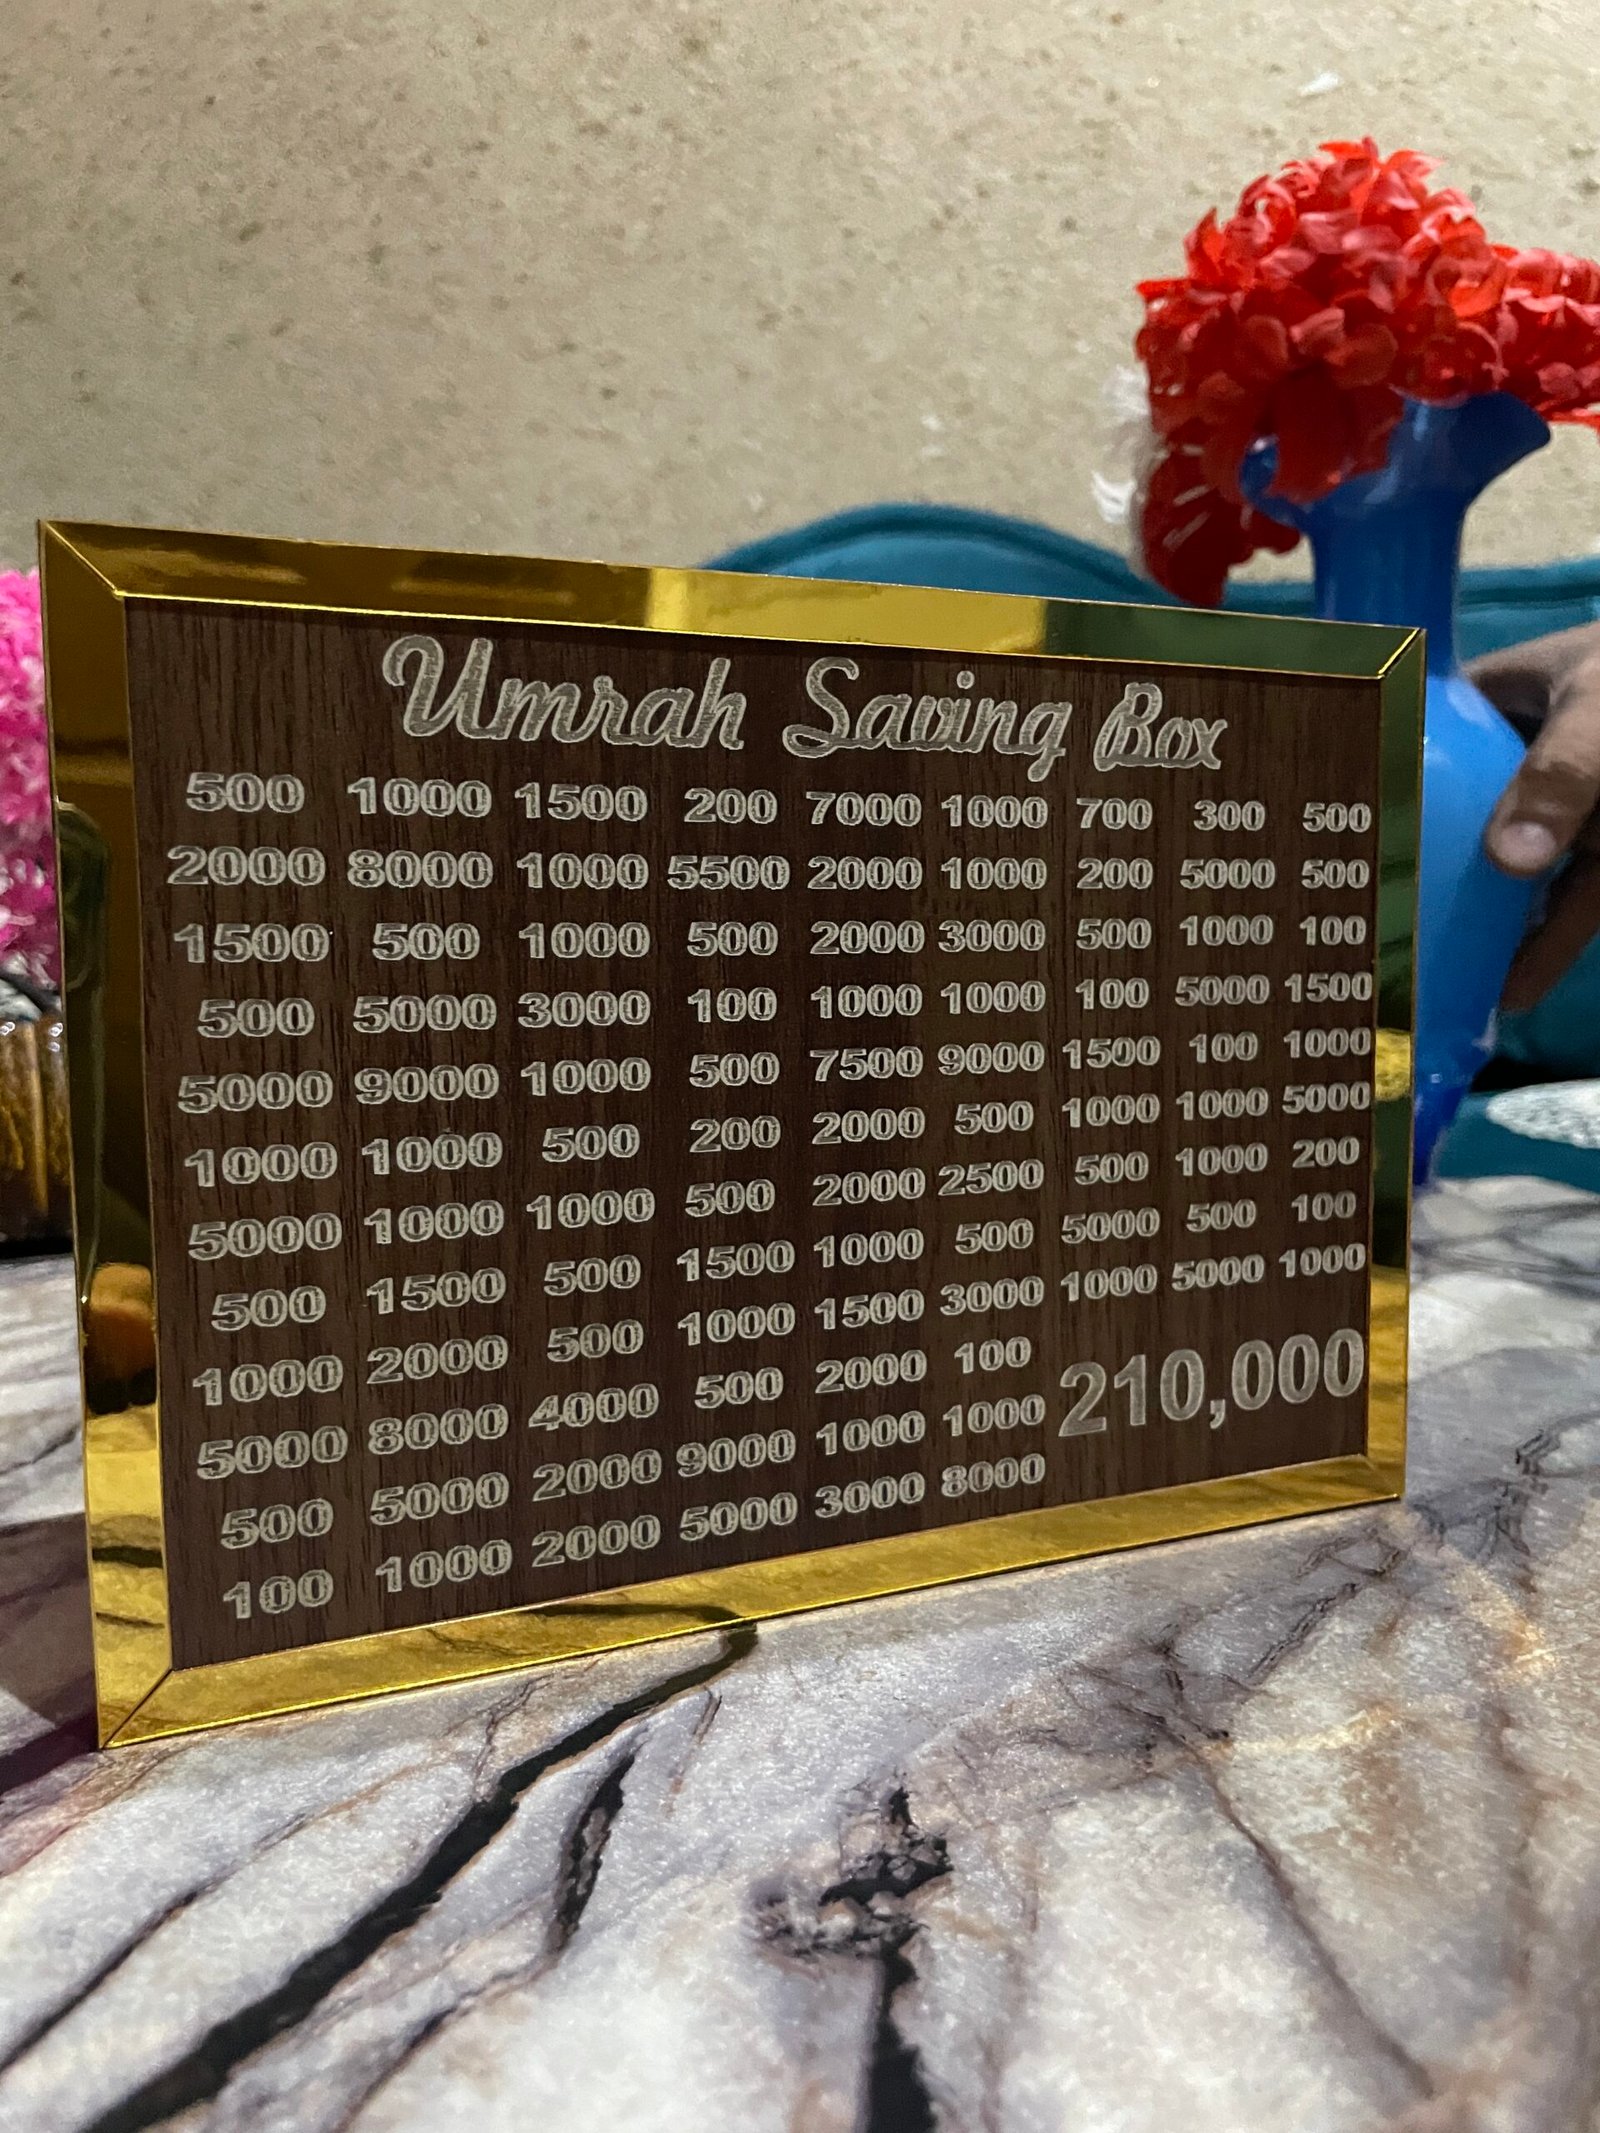 Umrah Saving Box
500 1000 1500 200 7000 1000 700 300 500
2000 8000 1000 5500 2000 1000 200 5000 500
1500 500 1000 500 2000 3000 500 1000 100
500 5000 3000 100 1000 1000 100 5000 1500
5000 9000 1000 500 7500 9000 1500 100 1000
1000 1000 500 200 2000 500 1000 1000 5000
5000 1000 1000 500 2000 2500 500 1000 200
500 1500 500 1500 1000 500 5000 500 100
1000 2000 500 1000 1500 3000 1000 5000 1000
5000 8000 4000 500 2000 100
500 5000 2000 9000 1000 1000
100 1000 2000 5000 3000 8000
210,000